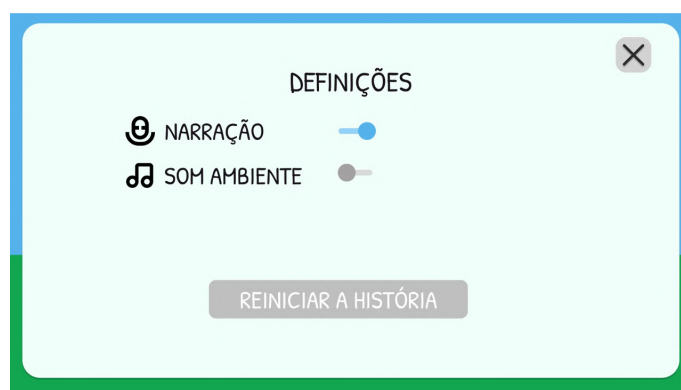 DEFINIÇÕES
NARRAÇÃO
SOM AMBIENTE
REINICIAR A HISTÓRIA